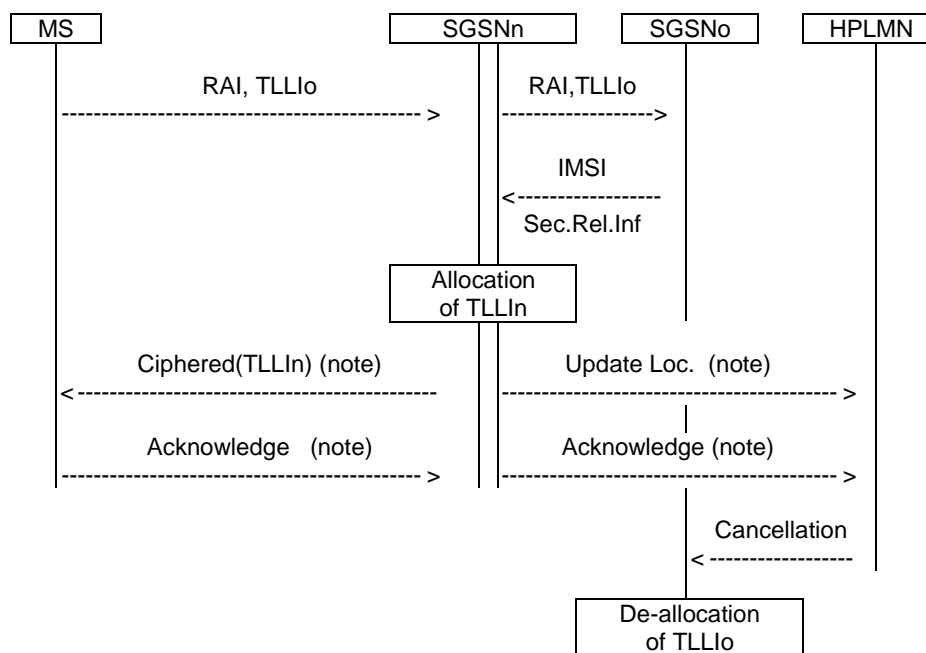 MS SGSNn SGSNo HPLMN
RAI, TLLIo RAI,TLLIo
IMSI
Sec.Rel.Inf
Allocation
of TLLIn
Ciphered(TLLIn) (note) Update Loc. (note)
Acknowledge (note) Acknowledge (note)
Cancellation
De-allocation
of TLLIo